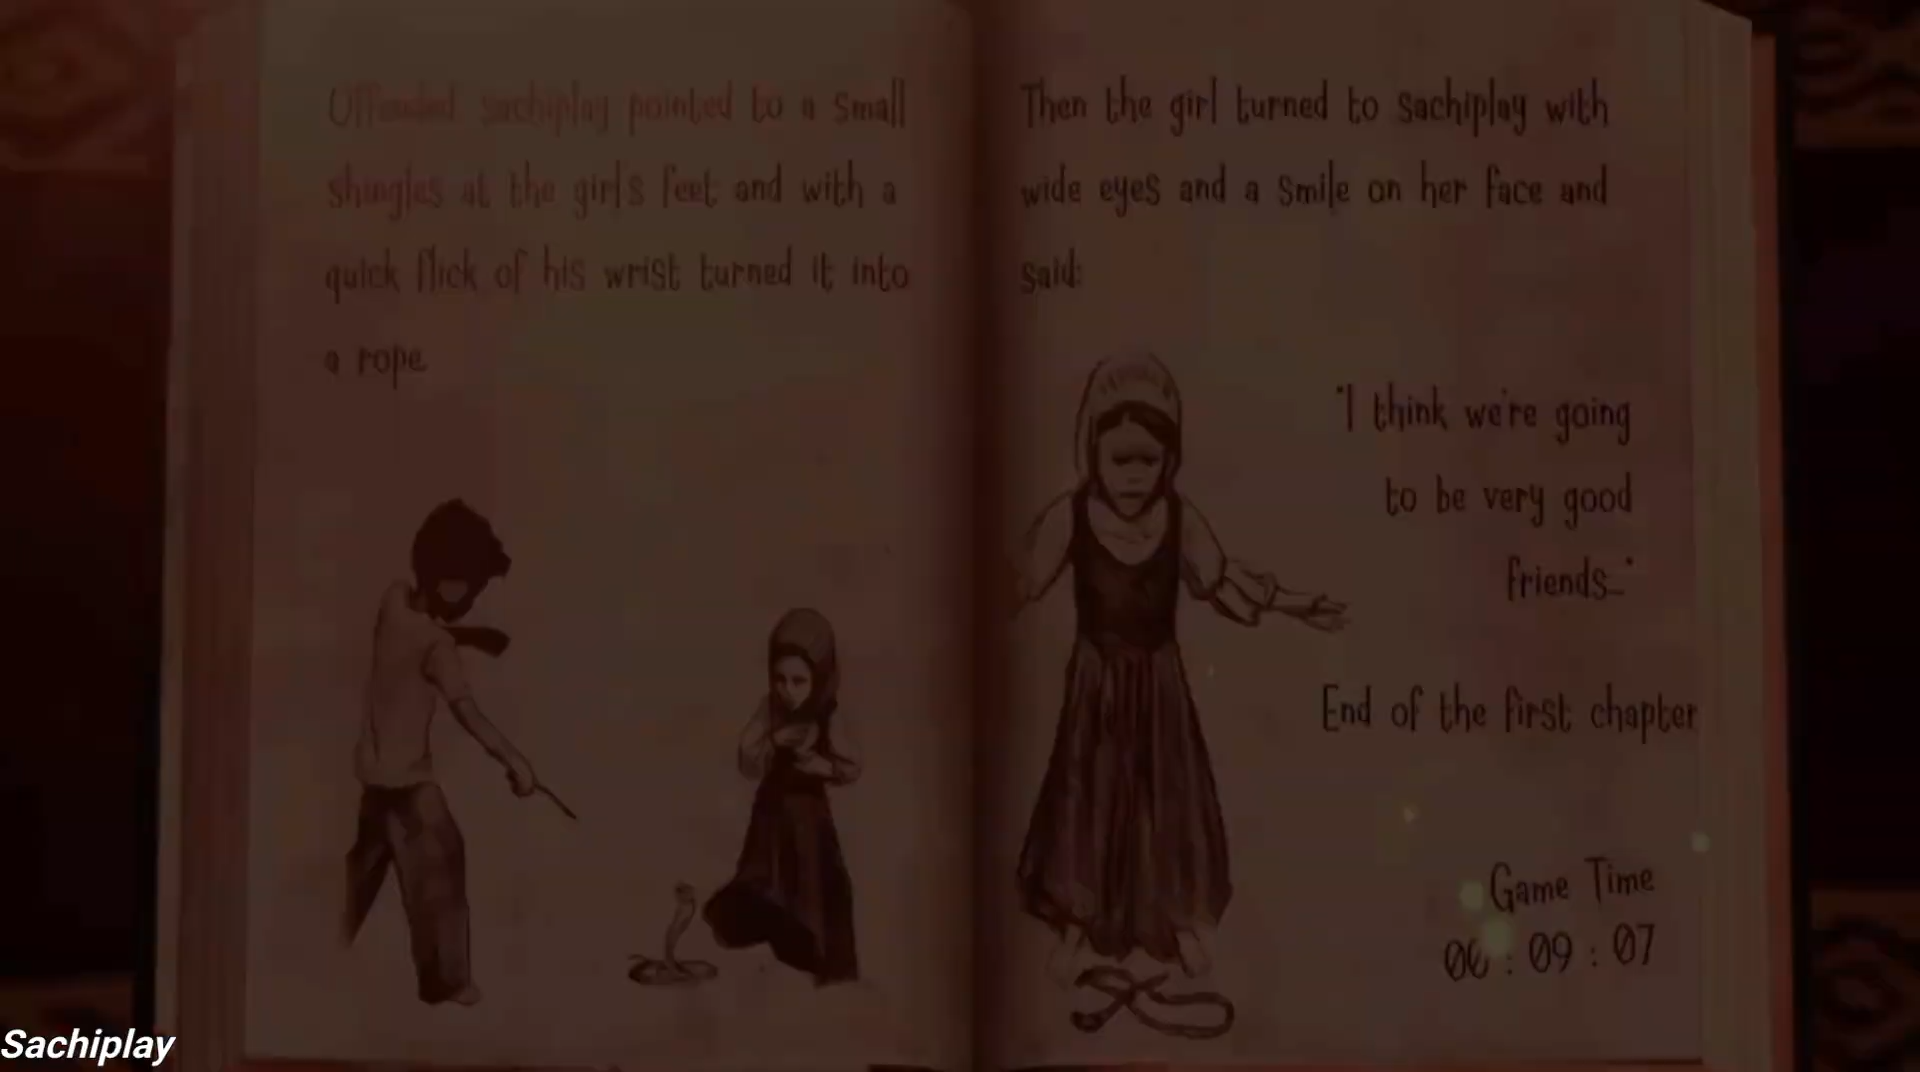 Offended sachiplay pointed to a small
shingles at the girl's feet and with a
quick flick of his wrist turned it into
a rope
Then the girl turned to sachiplay with
wide eyes and a smile on her face and
said:
"I think we're going
to be very good
friends..."
End of the first chapter
Game Time
00 : 09 : 07
Sachiplay